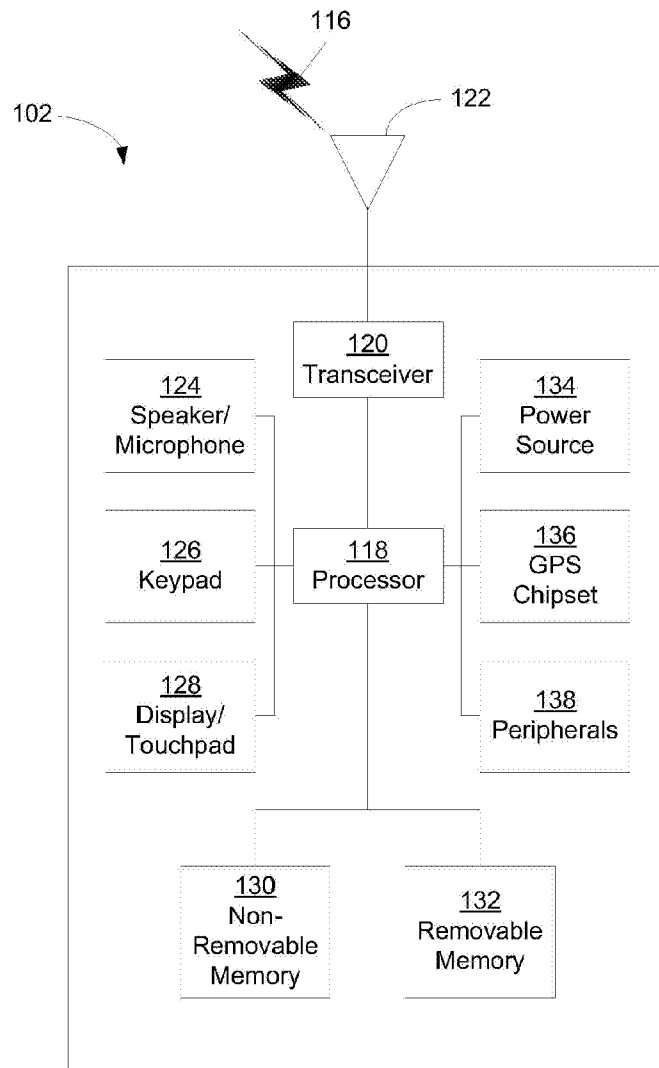 116
122
102
120
Transceiver
124
Speaker/
Microphone
134
Power
Source
126
Keypad
118
Processor
136
GPS
Chipset
128
Display/
Touchpad
138
Peripherals
130
Non-
Removable
Memory
132
Removable
Memory